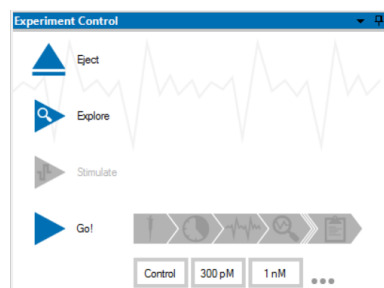 Experiment Control
Eject
Explore
Stimulate
Go!
Control 300 pM 1 nM